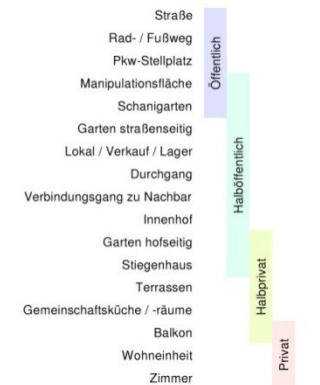 Straße
Rad- / Fußweg
Pkw-Stellplatz
Manipulationsfläche
Schanigarten
Garten straßenseitig
Lokal / Verkauf / Lager
Durchgang
Verbindungsgang zu Nachbar
Innenhof
Garten hofseitig
Stiegenhaus
Terrassen
Gemeinschaftsküche / -räume
Balkon
Wohneinheit
Zimmer
Öffentlich
Halböffentlich
Halbprivat
Privat